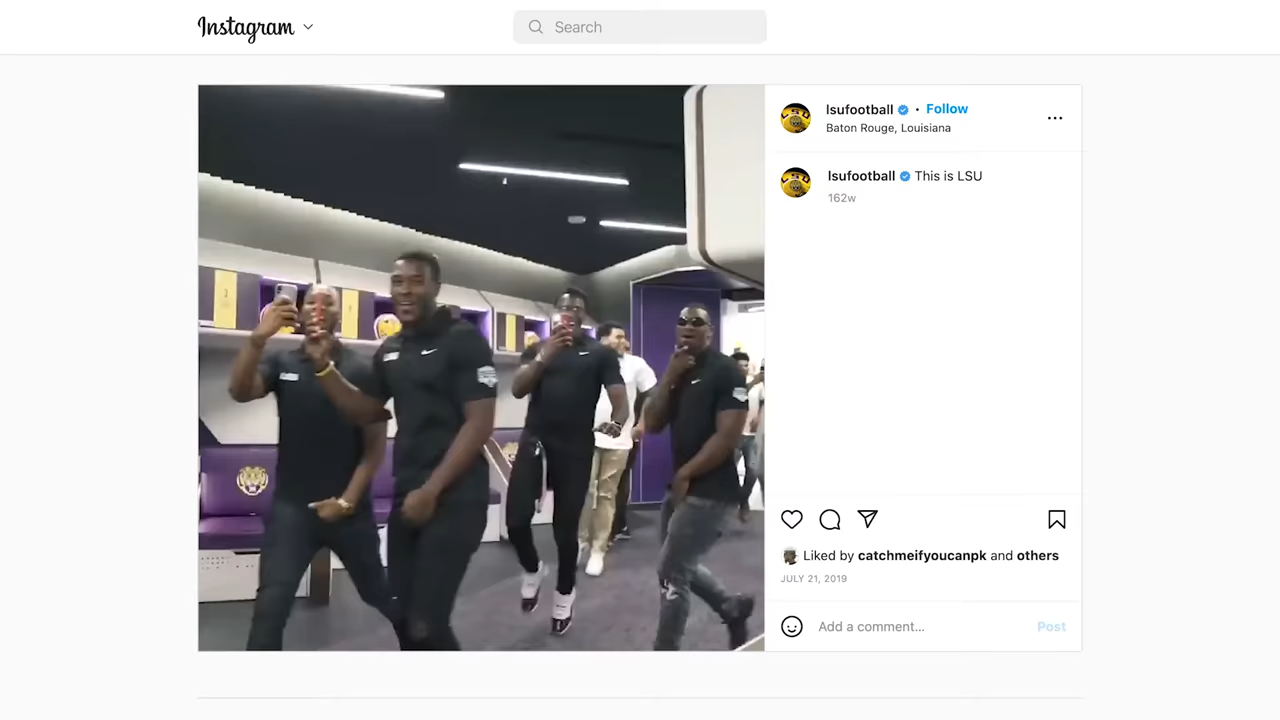 Instagram
Search
lsufootball • Follow
Baton Rouge, Louisiana
lsufootball This is LSU
162w
Liked by catchmeifyoucanpk and others
JULY 21, 2019
Add a comment...
Post